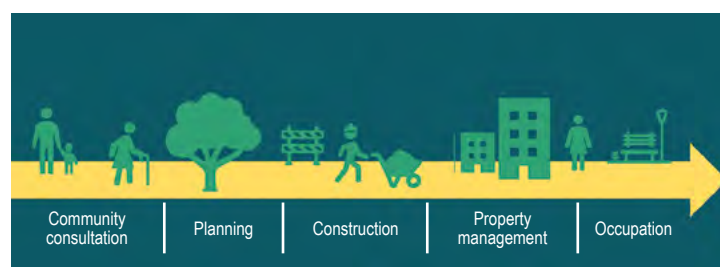 Community
consultation
Planning
Construction
Property
management
Occupation